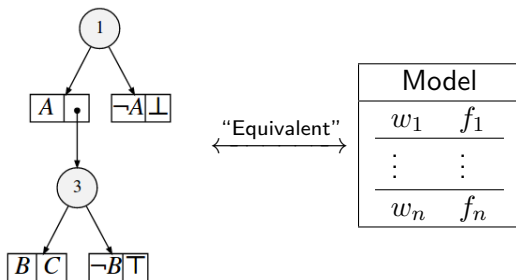 1
A
¬A ⊥
"Equivalent"
Model
w₁ f₁
⋮ ⋮
wₙ fₙ
3
B C
¬B ⊤